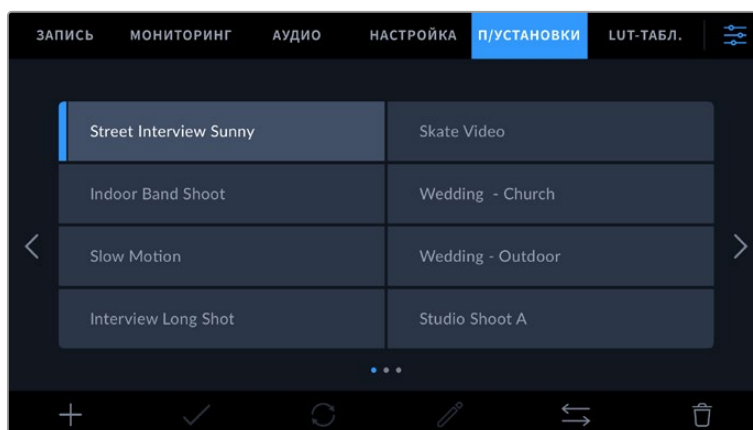 ЗАПИСЬ МОНИТОРИНГ АУДИО НАСТРОЙКА П/УСТАНОВКИ LUT-ТАБЛ.
Street Interview Sunny Skate Video
Indoor Band Shoot Wedding - Church
Slow Motion Wedding - Outdoor
Interview Long Shot Studio Shoot A